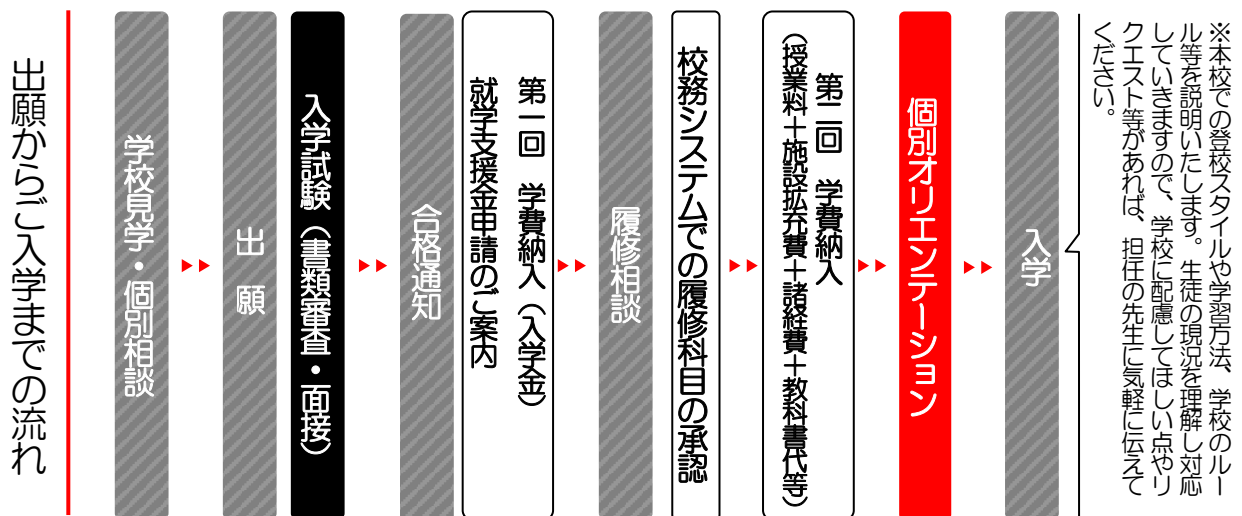 出願からご入学までの流れ
学校見学・個別相談
出願
入学試験（書類審査・面接）
合格通知
第一回 学費納入（入学金）
就学支援金申請のご案内
履修相談
校務システムでの履修科目の承認
第二回 学費納入
（授業料＋施設拡充費＋諸経費＋教科書代等）
個別オリエンテーション
入学
※本校での登校スタイルや学習方法、学校のルー
ル等を説明いたします。生徒の現況を理解し対応
していきますので、学校に配慮してほしい点やリ
クエスト等があれば、担任の先生に気軽に伝えて
ください。